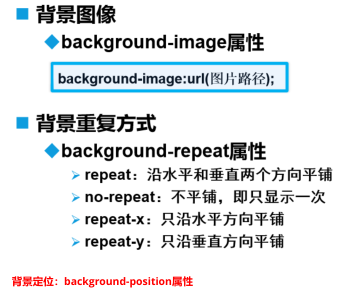 背景图像
background-image属性
background-image:url(图片路径);
背景重复方式
background-repeat属性
repeat：沿水平和垂直两个方向平铺
no-repeat：不平铺，即只显示一次
repeat-x：只沿水平方向平铺
repeat-y：只沿垂直方向平铺
背景定位：background-position属性